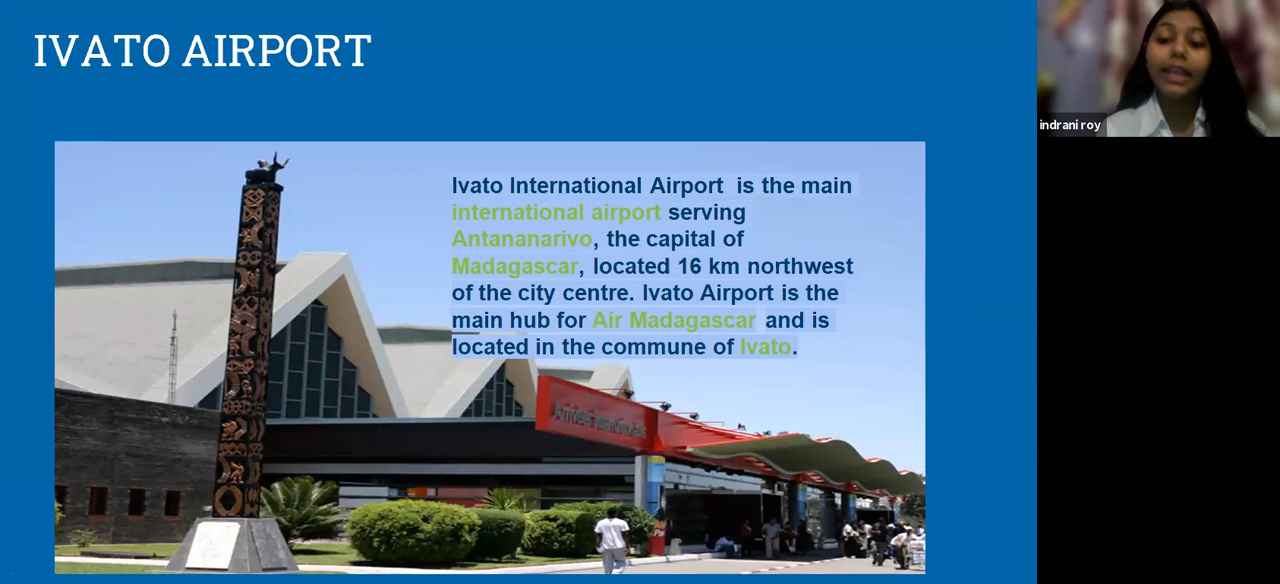 IVATO AIRPORT
indrani roy
Ivato International Airport is the main
international airport serving
Antananarivo, the capital of
Madagascar, located 16 km northwest
of the city centre. Ivato Airport is the
main hub for Air Madagascar and is
located in the commune of Ivato.